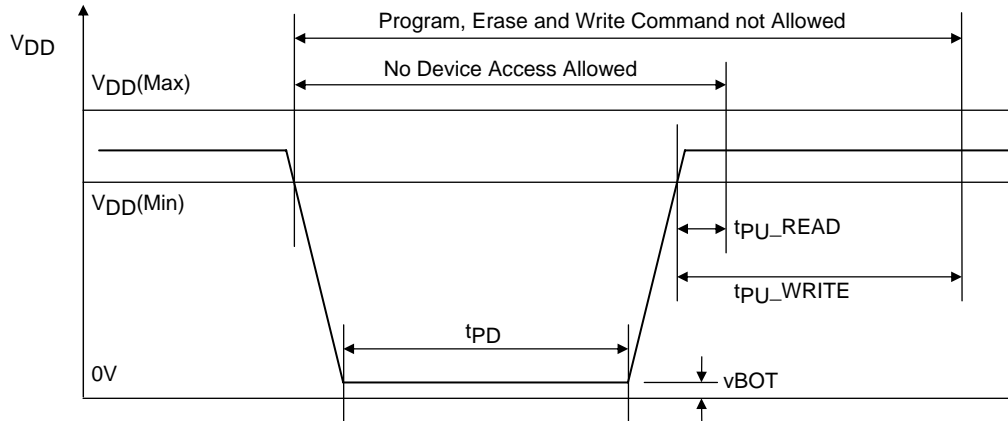 Program, Erase and Write Command not Allowed
VDD
No Device Access Allowed
VDD(Max)
VDD(Min)
tPU_READ
tPU_WRITE
tPD
0V
vBOT